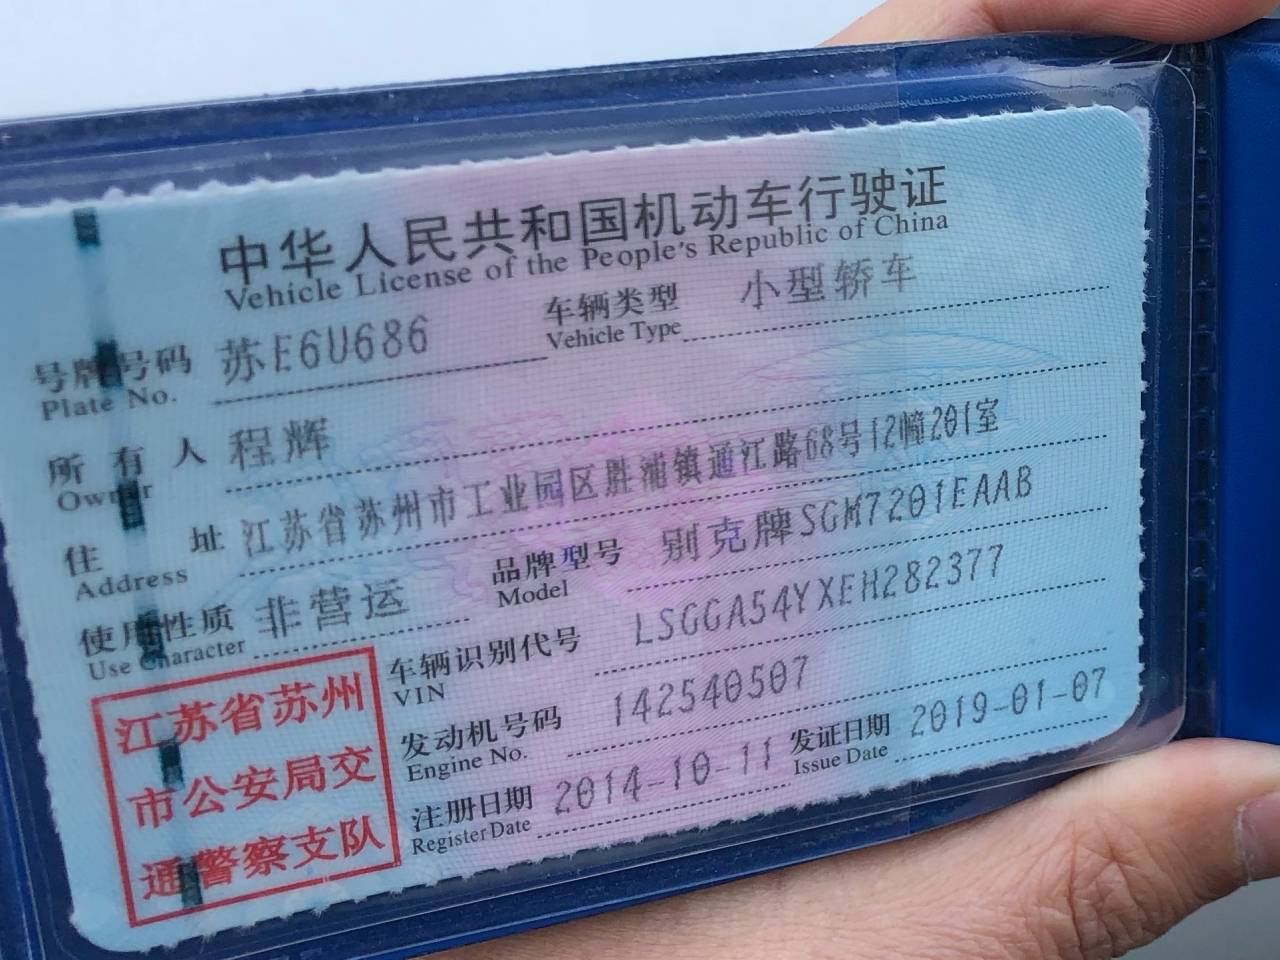 中华人民共和国机动车行驶证
Vehicle License of the People's Republic of China
号牌号码 苏E6U686 车辆类型 小型轿车
Plate No. Vehicle Type
所有人 程辉
Owner
住址 江苏省苏州市工业园区胜浦镇通江路68号12幢201室
Address
使用性质 非营运 品牌型号 别克牌SGM7201EAAB
Use Character Model
车辆识别代号 LSGGA54YXEH282377
VIN
发动机号码 142540507
Engine No.
注册日期 2014-10-11 发证日期 2019-01-07
Register Date Issue Date
江苏省苏州
市公安局交
通警察支队